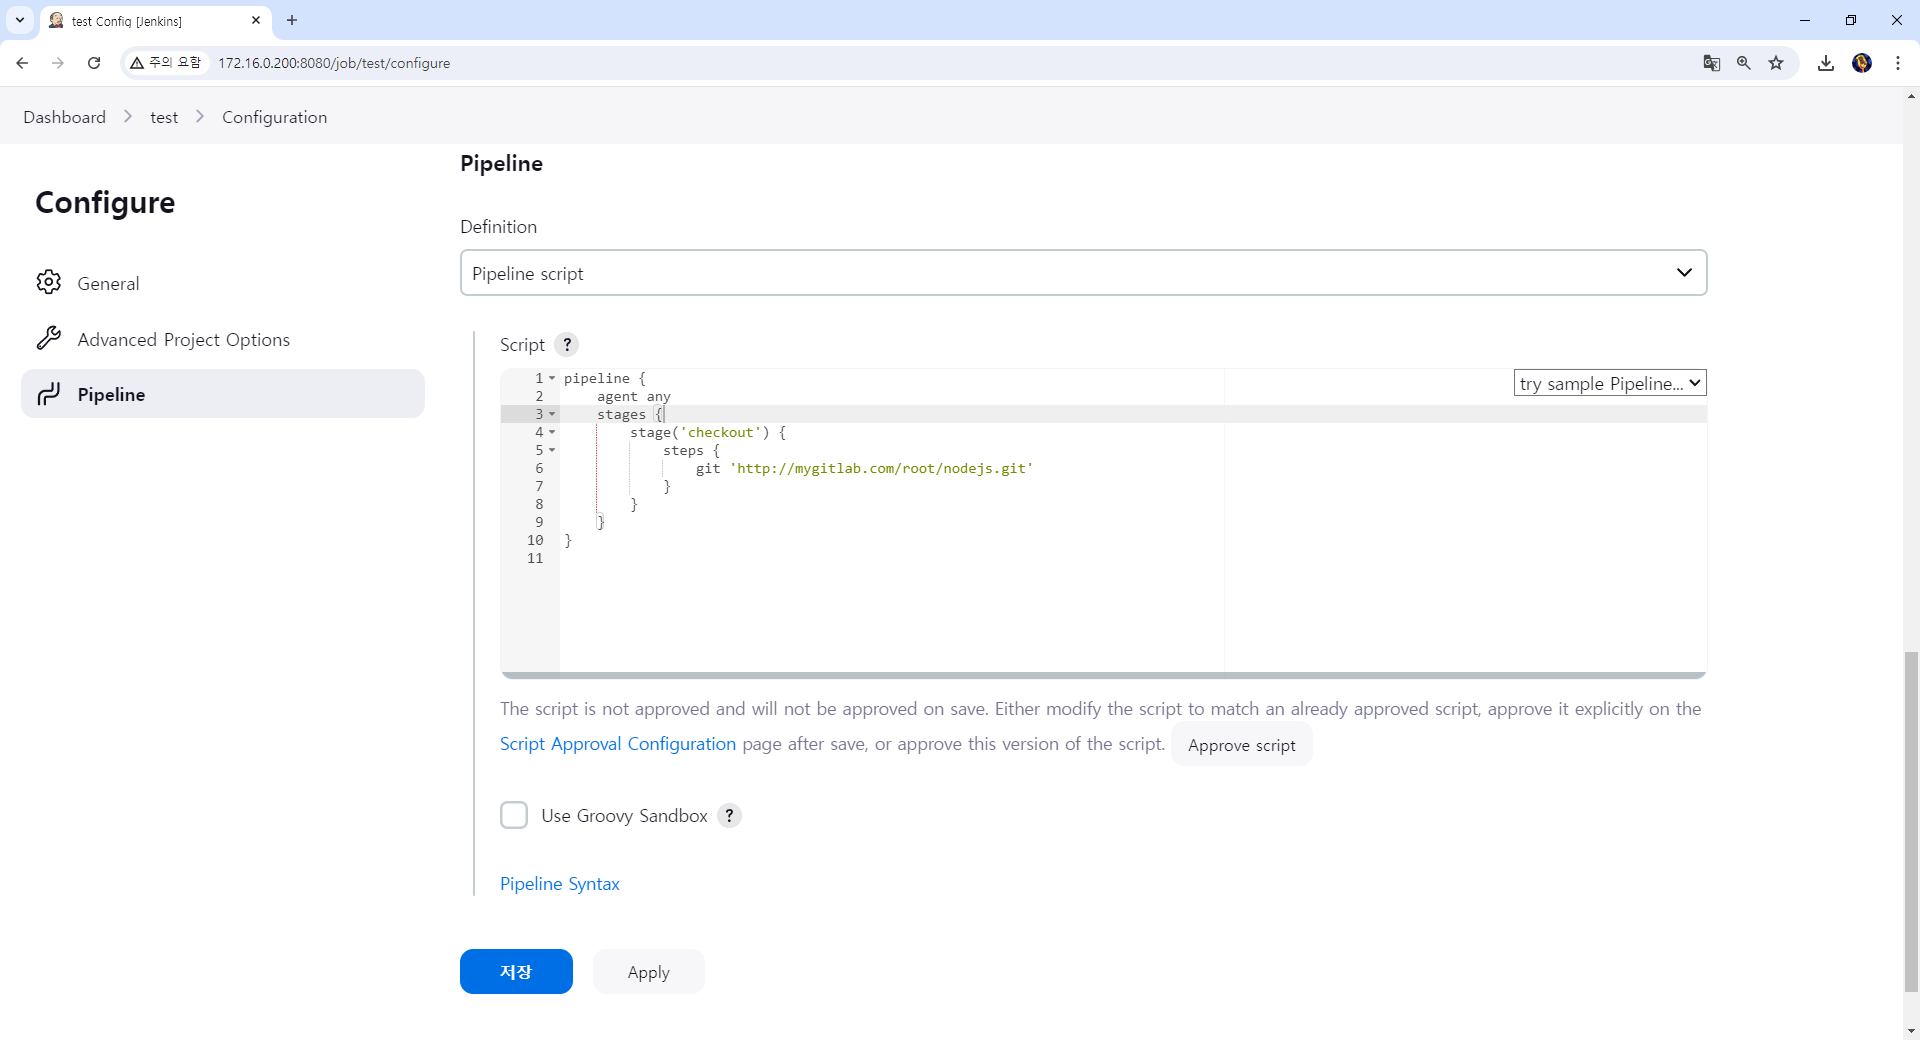 test Config [Jenkins]
주의 요함
172.16.0.200:8080/job/test/configure
Dashboard
test
Configuration
Configure
General
Advanced Project Options
Pipeline
Pipeline
Definition
Pipeline script
Script ?
try sample Pipeline...
1 pipeline {
2     agent any
3     stages {
4         stage('checkout') {
5             steps {
6                 git 'http://mygitlab.com/root/nodejs.git'
7             }
8         }
9     }
10 }
11
The script is not approved and will not be approved on save. Either modify the script to match an already approved script, approve it explicitly on the
Script Approval Configuration page after save, or approve this version of the script. Approve script
Use Groovy Sandbox ?
Pipeline Syntax
저장
Apply